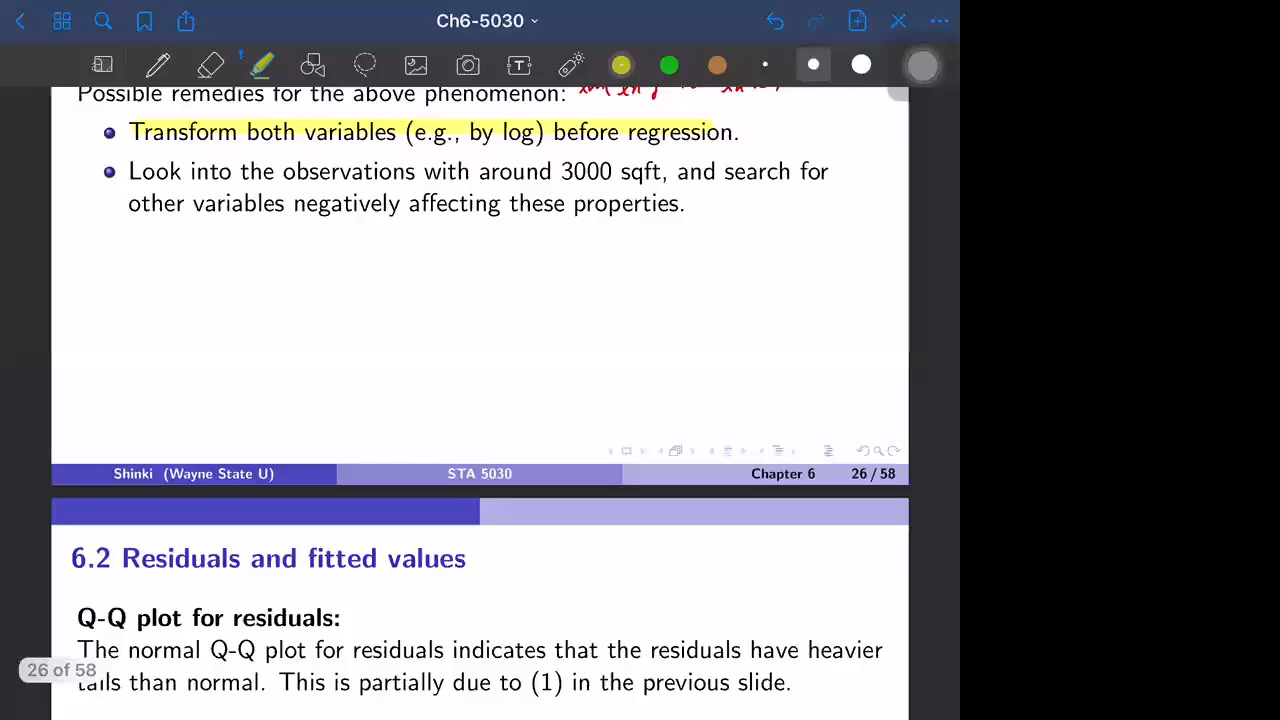 Ch6-5030
Possible remedies for the above phenomenon:
Transform both variables (e.g., by log) before regression.
Look into the observations with around 3000 sqft, and search for
other variables negatively affecting these properties.
Shinki (Wayne State U) STA 5030 Chapter 6 26 / 58
6.2 Residuals and fitted values
Q-Q plot for residuals:
The normal Q-Q plot for residuals indicates that the residuals have heavier
26 of 58
tails than normal. This is partially due to (1) in the previous slide.